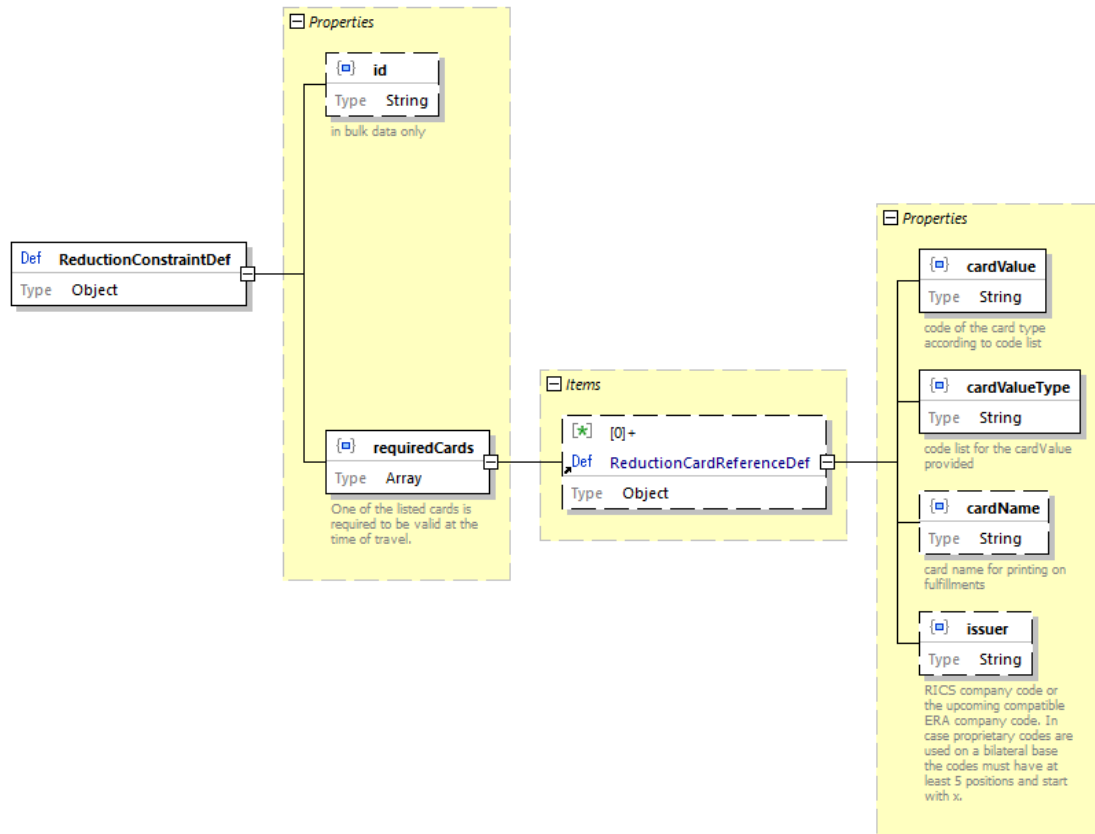 Properties
id
Type String
in bulk data only
Def ReductionConstraintDef
Type Object
requiredCards
Type Array
One of the listed cards is
required to be valid at the
time of travel.
Items
[*] [0]+
Def ReductionCardReferenceDef
Type Object
Properties
cardValue
Type String
code of the card type
according to code list
cardValueType
Type String
code list for the cardValue
provided
cardName
Type String
card name for printing on
fulfillments
issuer
Type String
RICS company code or
the upcoming compatible
ERA company code. In
case proprietary codes are
used on a bilateral base
the codes must have at
least 5 positions and start
with x.